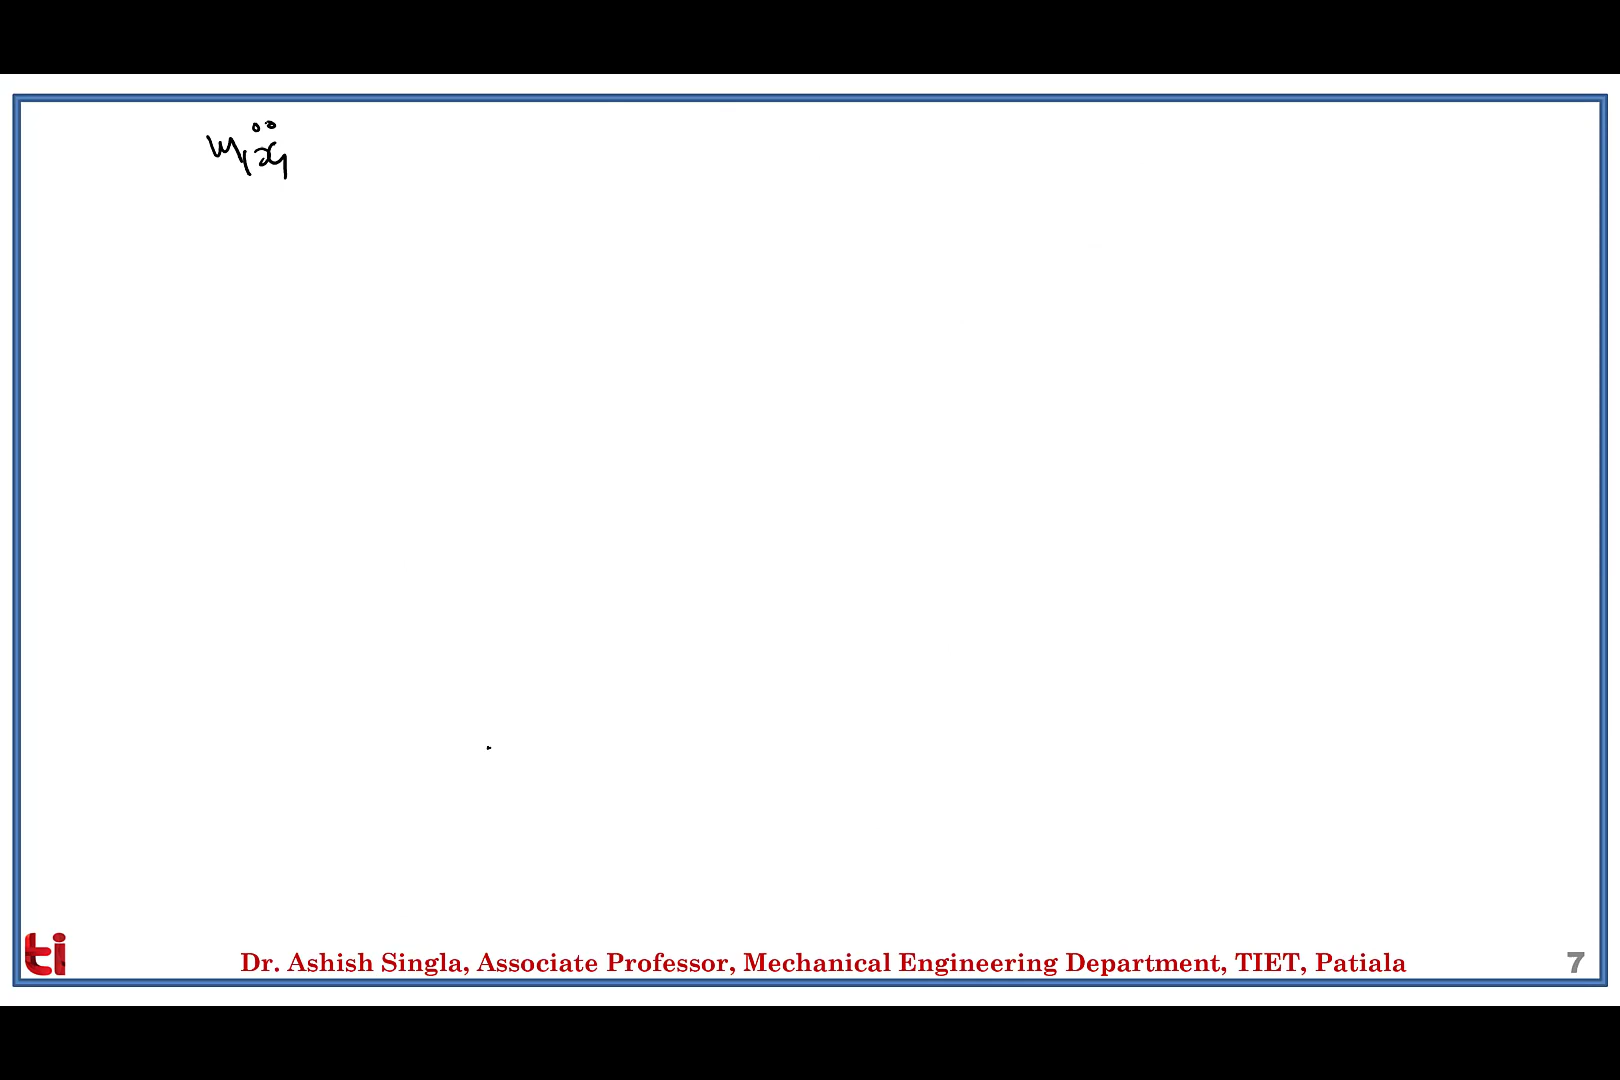 m₁ẍ₁
ti
Dr. Ashish Singla, Associate Professor, Mechanical Engineering Department, TIET, Patiala
7